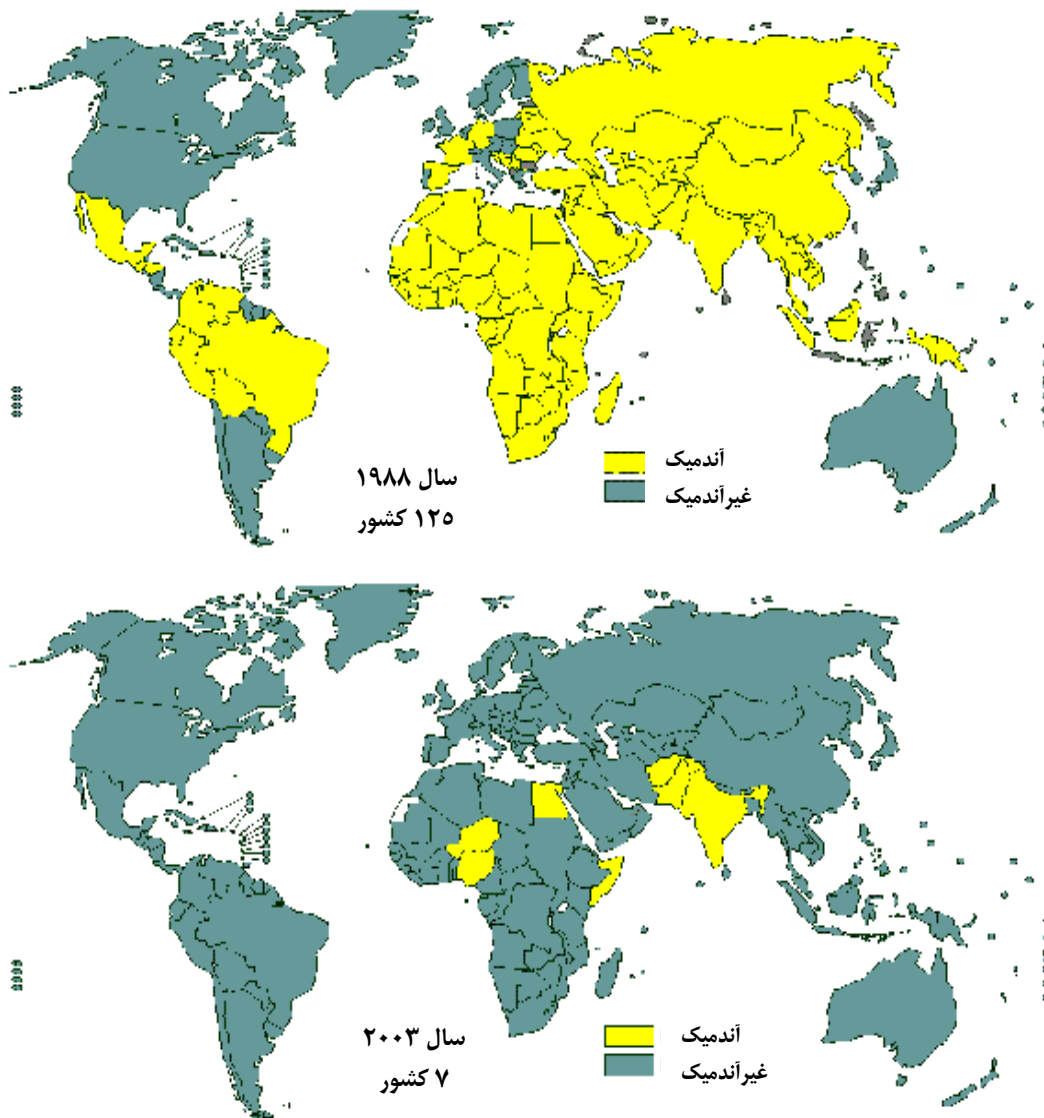 آندمیک
غیرآندمیک
سال ۱۹۸۸
۱۲۵ کشور
آندمیک
غیرآندمیک
سال ۲۰۰۳
۷ کشور